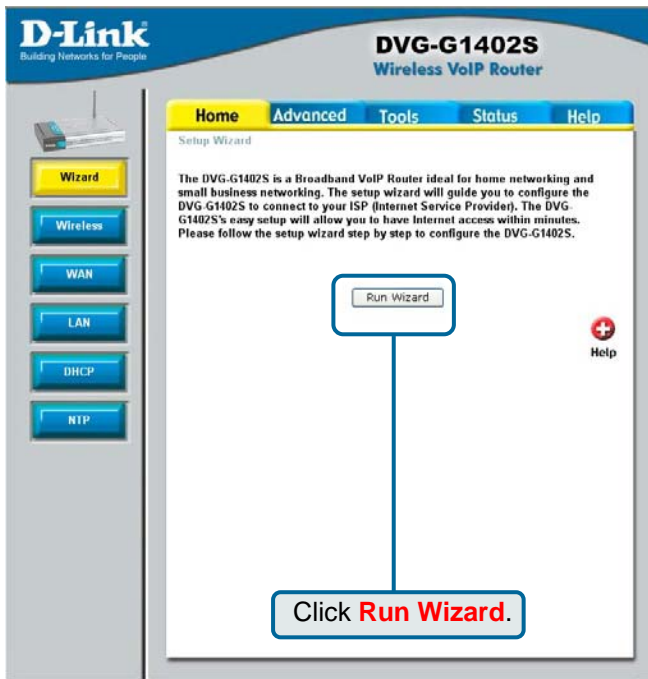 D-Link
Building Networks for People
DVG-G1402S
Wireless VoIP Router
Home Advanced Tools Status Help
Setup Wizard
Wizard
Wireless
WAN
LAN
DHCP
NTP
The DVG-G1402S is a Broadband VoIP Router ideal for home networking and
small business networking. The setup wizard will guide you to configure the
DVG-G1402S to connect to your ISP (Internet Service Provider). The DVG-
G1402S's easy setup will allow you to have Internet access within minutes.
Please follow the setup wizard step by step to configure the DVG-G1402S.
Run Wizard
Help
Click Run Wizard.